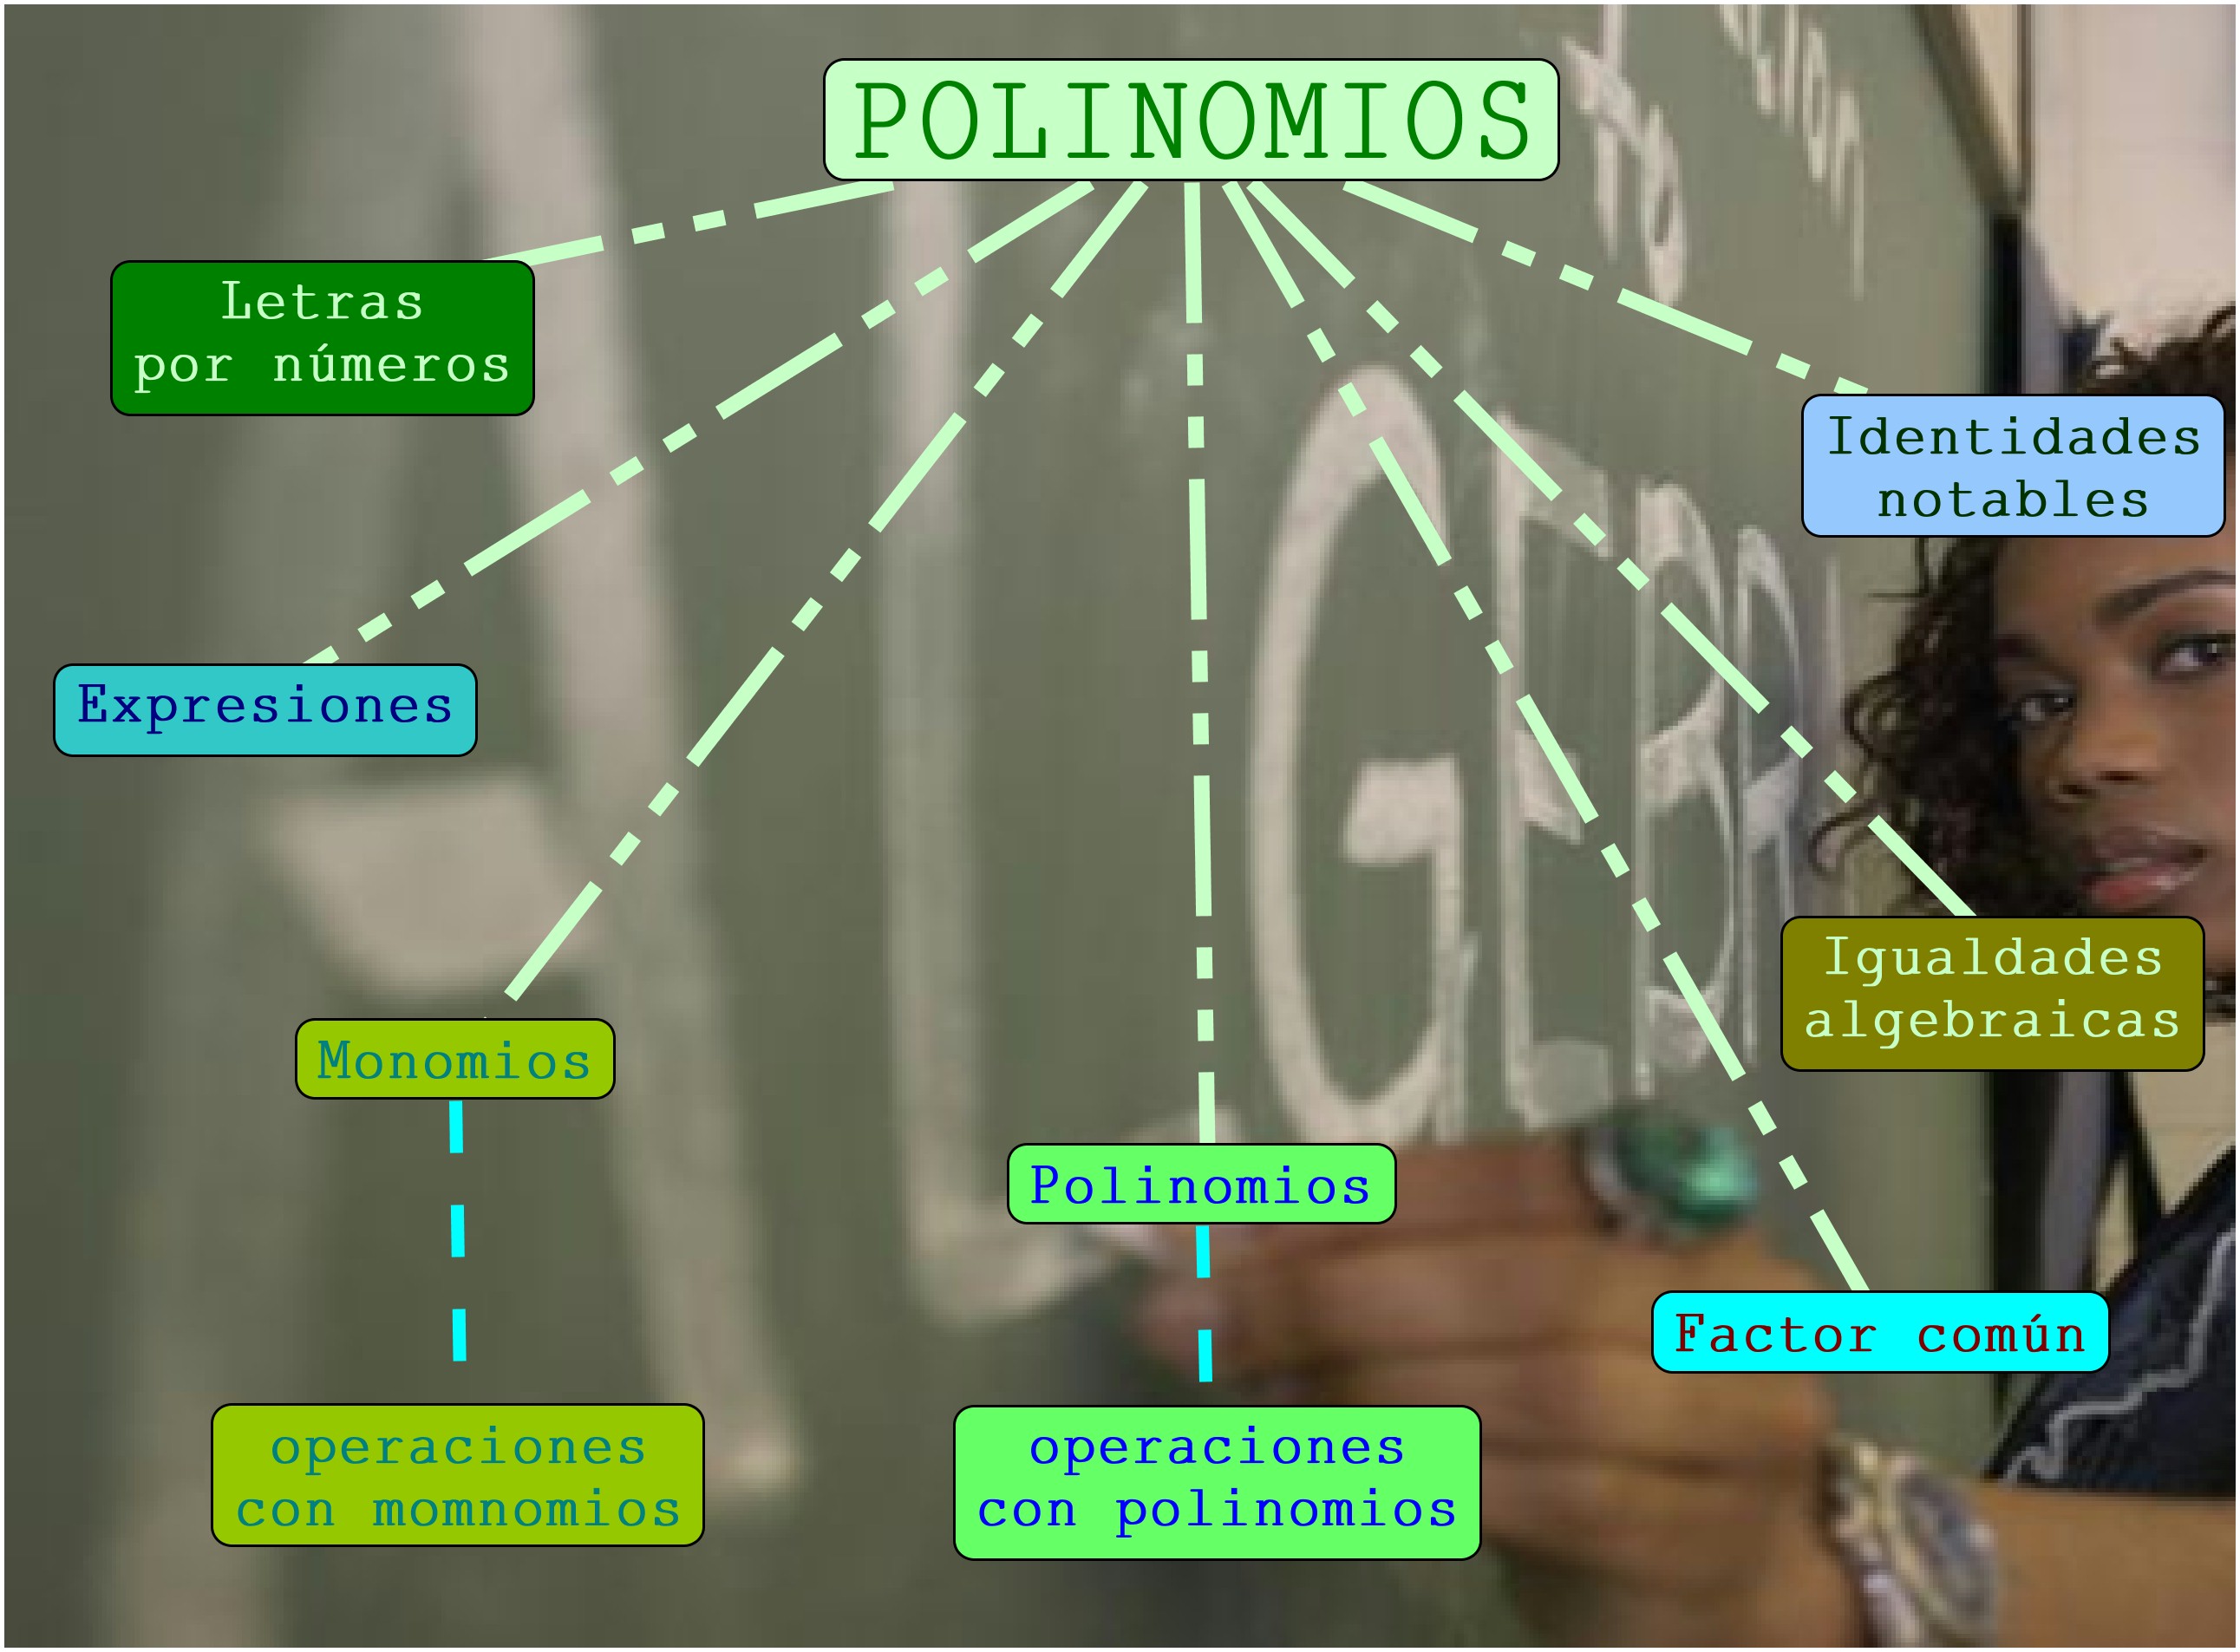 POLINOMIOS
Letras
por números
Identidades
notables
Expresiones
Igualdades
algebraicas
Monomios
Polinomios
Factor común
operaciones
con momnomios
operaciones
con polinomios
ALGEBRA